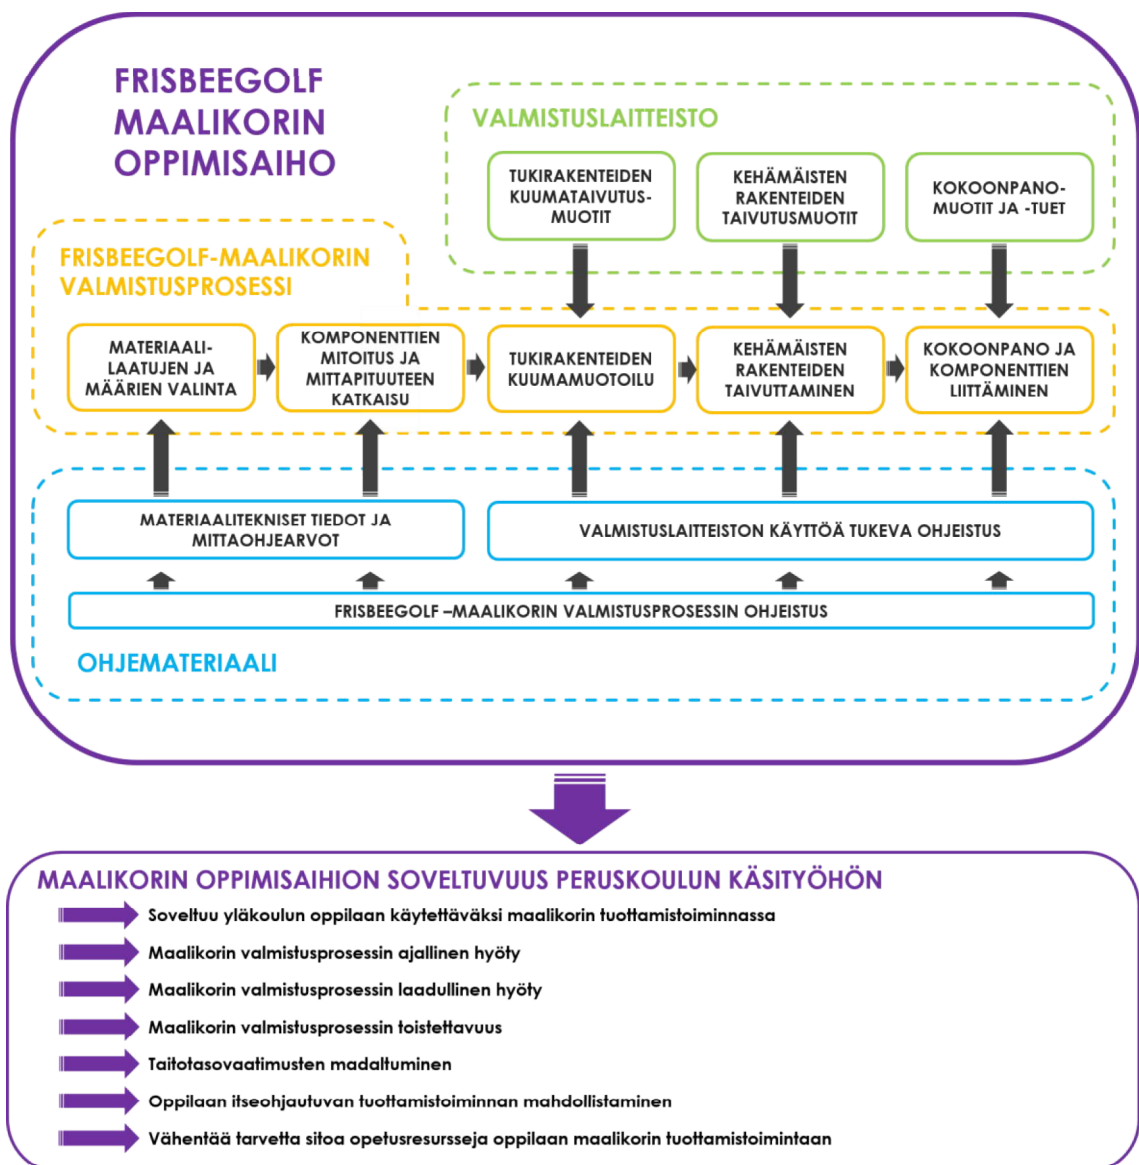 FRISBEEGOLF
MAALIKORIN
OPPIMISAIHO
VALMISTUSLAITTEISTO
TUKIRAKENTEIDEN
KUUMATAIVUTUS-
MUOTIT
KEHÄMÄISTEN
RAKENTEIDEN
TAIVUTUSMUOTIT
KOKOONPANO-
MUOTIT JA -TUET
FRISBEEGOLF-MAALIKORIN
VALMISTUSPROSESSI
MATERIAALI-
LAATUJEN JA
MÄÄRIEN VALINTA
KOMPONENTTIEN
MITOITUS JA
MITTAPITUUTEEN
KATKAISU
TUKIRAKENTEIDEN
KUUMAMUOTOILU
KEHÄMÄISTEN
RAKENTEIDEN
TAIVUTTAMINEN
KOKOONPANO JA
KOMPONENTTIEN
LIITTÄMINEN
MATERIAALITEKNISET TIEDOT JA
MITTAOHJEARVOT
VALMISTUSLAITTEISTON KÄYTTÖÄ TUKEVA OHJEISTUS
FRISBEEGOLF –MAALIKORIN VALMISTUSPROSESSIN OHJEISTUS
OHJEMATERIAALI
MAALIKORIN OPPIMISAIHION SOVELTUVUUS PERUSKOULUN KÄSITYÖHÖN
Soveltuu yläkoulun oppilaan käytettäväksi maalikorin tuottamistoiminnassa
Maalikorin valmistusprosessin ajallinen hyöty
Maalikorin valmistusprosessin laadullinen hyöty
Maalikorin valmistusprosessin toistettavuus
Taitotasovaatimusten madaltuminen
Oppilaan itseohjautuvan tuottamistoiminnan mahdollistaminen
Vähentää tarvetta sitoa opetusresursseja oppilaan maalikorin tuottamistoimintaan